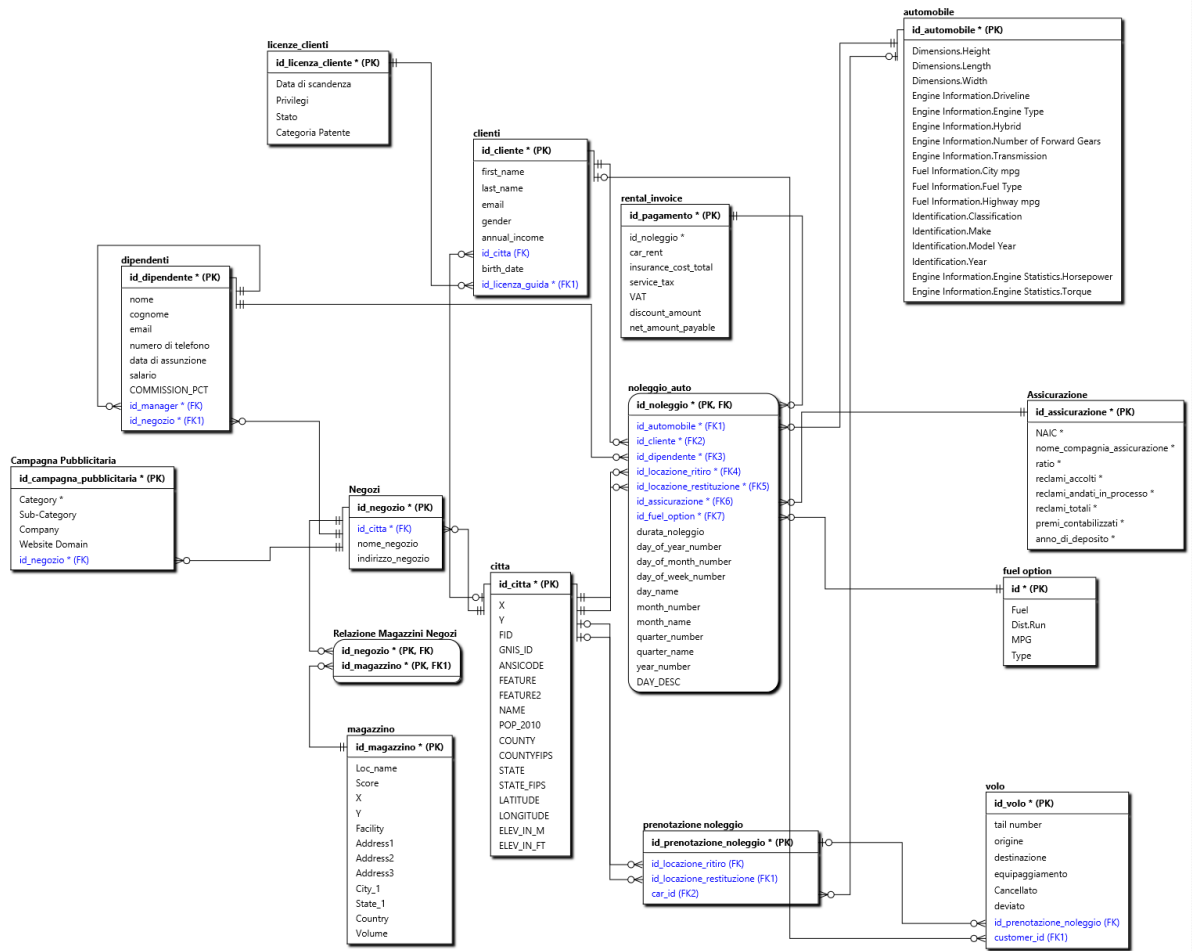 automobile
id_automobile * (PK)
Dimensions.Height
Dimensions.Length
Dimensions.Width
Engine Information.Driveline
Engine Information.Engine Type
Engine Information.Hybrid
Engine Information.Number of Forward Gears
Engine Information.Transmission
Fuel Information.City mpg
Fuel Information.Fuel Type
Fuel Information.Highway mpg
Identification.Classification
Identification.Make
Identification.Model Year
Identification.Year
Engine Information.Engine Statistics.Horsepower
Engine Information.Engine Statistics.Torque
licenze_clienti
id_licenza_cliente * (PK)
Data di scandenza
Privilegi
Stato
Categoria Patente
clienti
id_cliente * (PK)
first_name
last_name
email
gender
annual_income
id_citta (FK)
birth_date
id_licenza_guida * (FK1)
rental_invoice
id_pagamento * (PK)
id_noleggio *
car_rent
insurance_cost_total
service_tax
VAT
discount_amount
net_amount_payable
dipendenti
id_dipendente * (PK)
nome
cognome
email
numero di telefono
data di assunzione
salario
COMMISSION_PCT
id_manager * (FK)
id_negozio * (FK1)
noleggio_auto
id_noleggio * (PK, FK)
id_automobile * (FK1)
id_cliente * (FK2)
id_dipendente * (FK3)
id_locazione_ritiro * (FK4)
id_locazione_restituzione * (FK5)
id_assicurazione * (FK6)
id_fuel_option * (FK7)
durata_noleggio
day_of_year_number
day_of_month_number
day_of_week_number
day_name
month_number
month_name
quarter_number
quarter_name
year_number
DAY_DESC
Assicurazione
id_assicurazione * (PK)
NAIC *
nome_compagnia_assicurazione *
ratio *
reclami_accolti *
reclami_andati_in_processo *
reclami_totali *
premi_contabilizzati *
anno_di_deposito *
Campagna Pubblicitaria
id_campagna_pubblicitaria * (PK)
Category *
Sub-Category
Company
Website Domain
id_negozio * (FK)
Negozi
id_negozio * (PK)
id_citta * (FK)
nome_negozio
indirizzo_negozio
citta
id_citta * (PK)
X
Y
FID
GNIS_ID
ANSICODE
FEATURE
FEATURE2
NAME
POP_2010
COUNTY
COUNTYFIPS
STATE
STATE_FIPS
LATITUDE
LONGITUDE
ELEV_IN_M
ELEV_IN_FT
fuel option
id * (PK)
Fuel
Dist.Run
MPG
Type
Relazione Magazzini Negozi
id_negozio * (PK, FK)
id_magazzino * (PK, FK1)
magazzino
id_magazzino * (PK)
Loc_name
Score
X
Y
Facility
Address1
Address2
Address3
City_1
State_1
Country
Volume
prenotazione noleggio
id_prenotazione_noleggio * (PK)
id_locazione_ritiro (FK)
id_locazione_restituzione (FK1)
car_id (FK2)
volo
id_volo * (PK)
tail number
origine
destinazione
equipaggiamento
Cancellato
deviato
id_prenotazione_noleggio (FK)
customer_id (FK1)